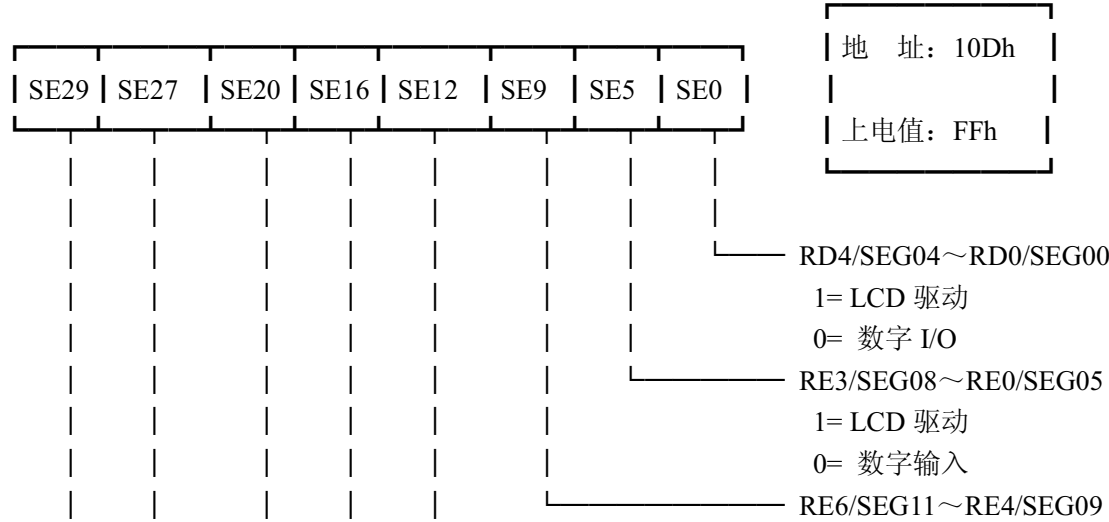 地 址：10Dh
SE29 SE27 SE20 SE16 SE12 SE9 SE5 SE0
上电值：FFh
RD4/SEG04～RD0/SEG00
1= LCD 驱动
0= 数字 I/O
RE3/SEG08～RE0/SEG05
1= LCD 驱动
0= 数字输入
RE6/SEG11～RE4/SEG09